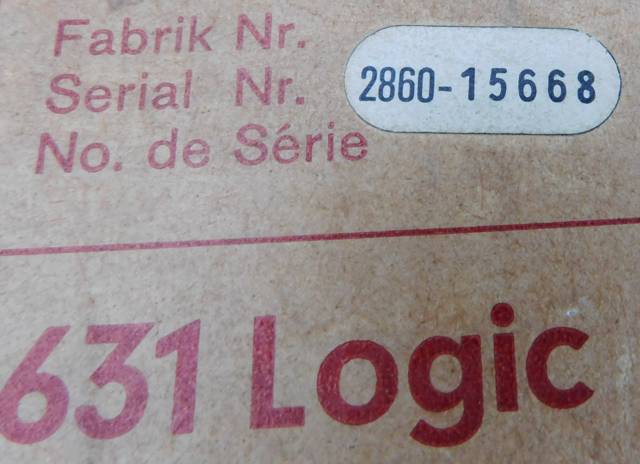 Fabrik Nr.
Serial Nr.
No. de Série
2860-15668
631 Logic